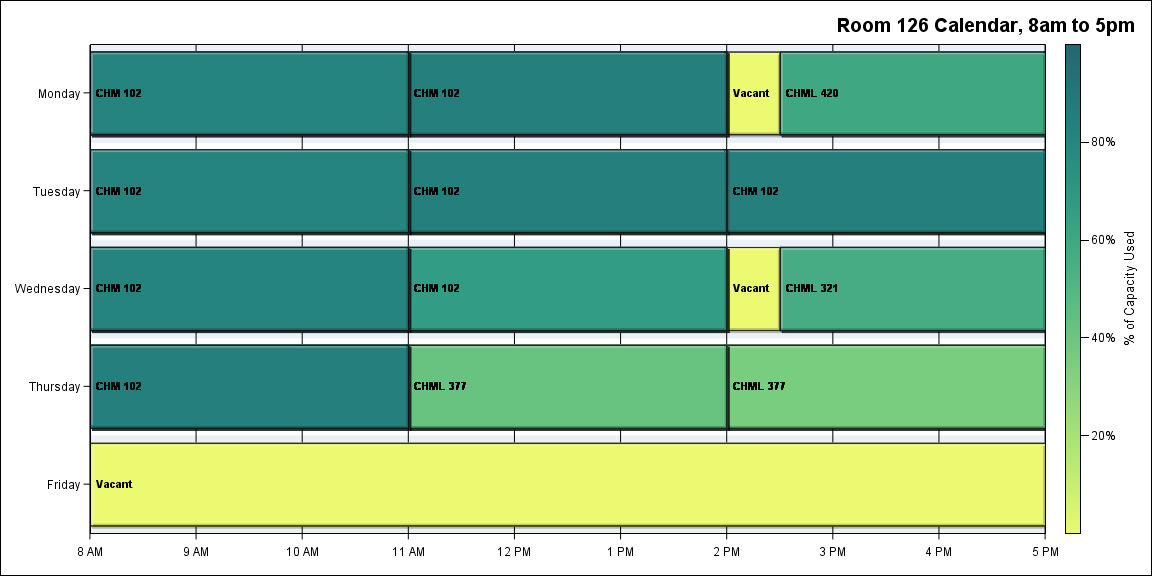 Room 126 Calendar, 8am to 5pm
Monday
CHM 102
CHM 102
Vacant
CHML 420
Tuesday
CHM 102
CHM 102
CHM 102
Wednesday
CHM 102
CHM 102
Vacant
CHML 321
Thursday
CHM 102
CHML 377
CHML 377
Friday
Vacant
8 AM
9 AM
10 AM
11 AM
12 PM
1 PM
2 PM
3 PM
4 PM
5 PM
80%
60%
40%
20%
% of Capacity Used